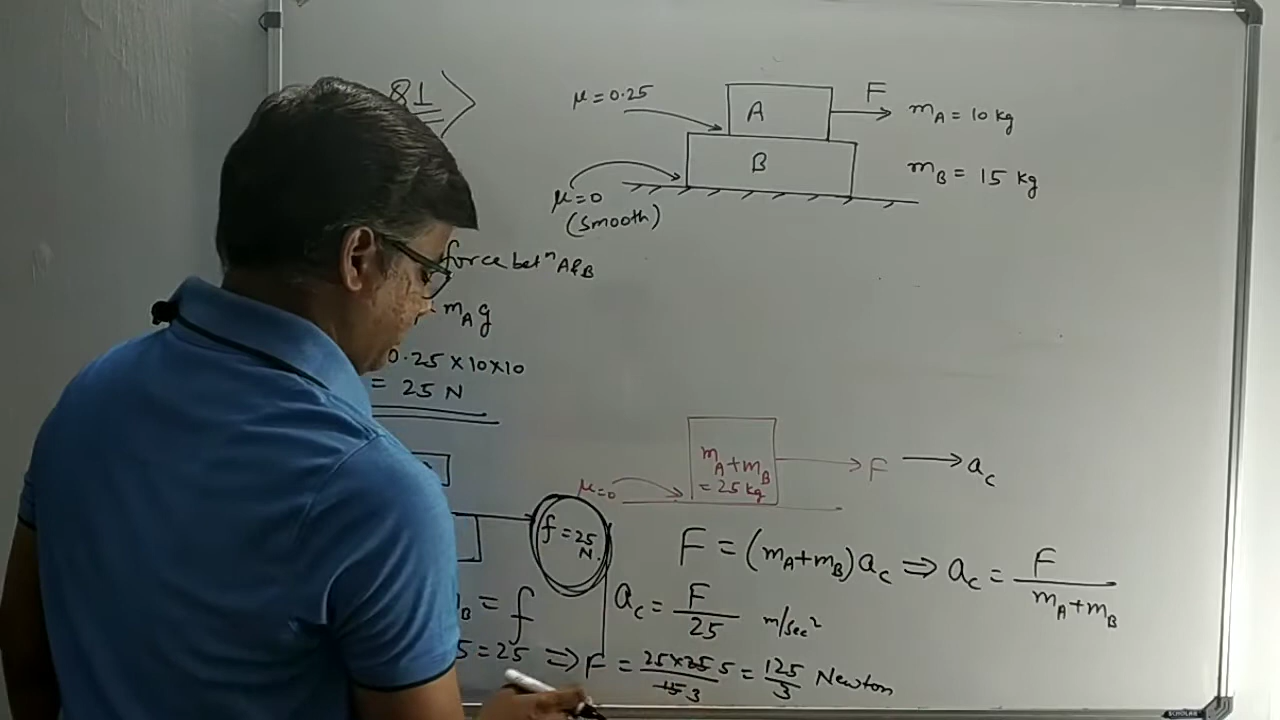 81
μ = 0.25
A
F
m_A = 10 kg
B
m_B = 15 kg
μ = 0
(Smooth)
force betⁿ A & B
m_A g
0.25 × 10 × 10
= 25 N
m_A + m_B
= 25 kg
F → a_c
μ = 0
f = 25
N.
F = (m_A + m_B) a_c ⇒ a_c = F / (m_A + m_B)
= f
a_c = F / 25 m/sec²
5 = 25 ⇒ F = 25 × 25 5 / 15 3 = 125 / 3 Newton